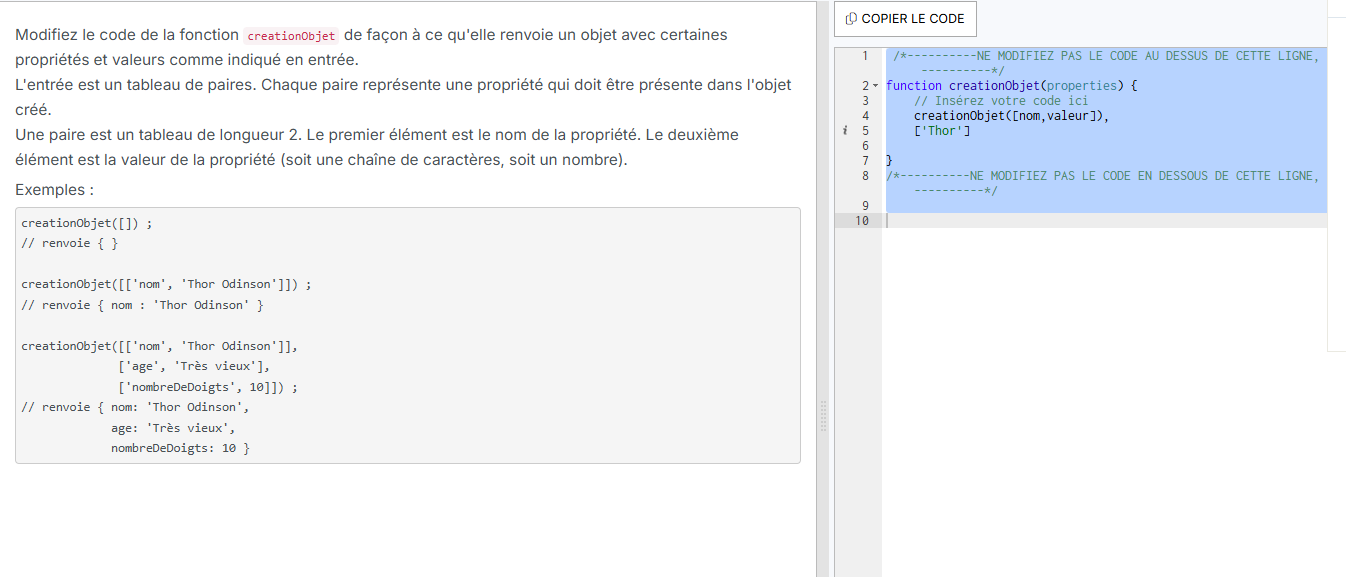 Modifiez le code de la fonction creationObjet de façon à ce qu'elle renvoie un objet avec certaines
propriétés et valeurs comme indiqué en entrée.
L'entrée est un tableau de paires. Chaque paire représente une propriété qui doit être présente dans l'objet
créé.
Une paire est un tableau de longueur 2. Le premier élément est le nom de la propriété. Le deuxième
élément est la valeur de la propriété (soit une chaîne de caractères, soit un nombre).
Exemples :
creationObjet([]) ;
// renvoie { }
creationObjet([['nom', 'Thor Odinson']]) ;
// renvoie { nom : 'Thor Odinson' }
creationObjet([['nom', 'Thor Odinson']],
['age', 'Très vieux'],
['nombreDeDoigts', 10]]) ;
// renvoie { nom: 'Thor Odinson',
age: 'Très vieux',
nombreDeDoigts: 10 }
COPIER LE CODE
1 /*----------NE MODIFIEZ PAS LE CODE AU DESSUS DE CETTE LIGNE,
----------*/
2 function creationObjet(properties) {
3 // Insérez votre code ici
4 creationObjet([nom,valeur]),
i 5 ['Thor']
6
7 }
8 /*----------NE MODIFIEZ PAS LE CODE EN DESSOUS DE CETTE LIGNE,
----------*/
9
10